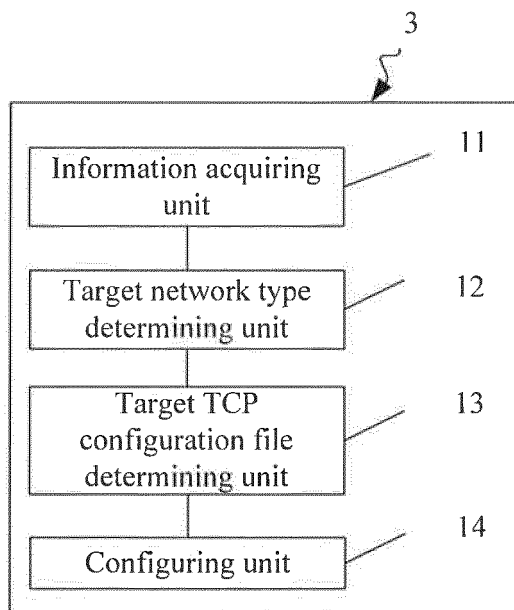 3
Information acquiring
unit
11
Target network type
determining unit
12
Target TCP
configuration file
determining unit
13
Configuring unit
14